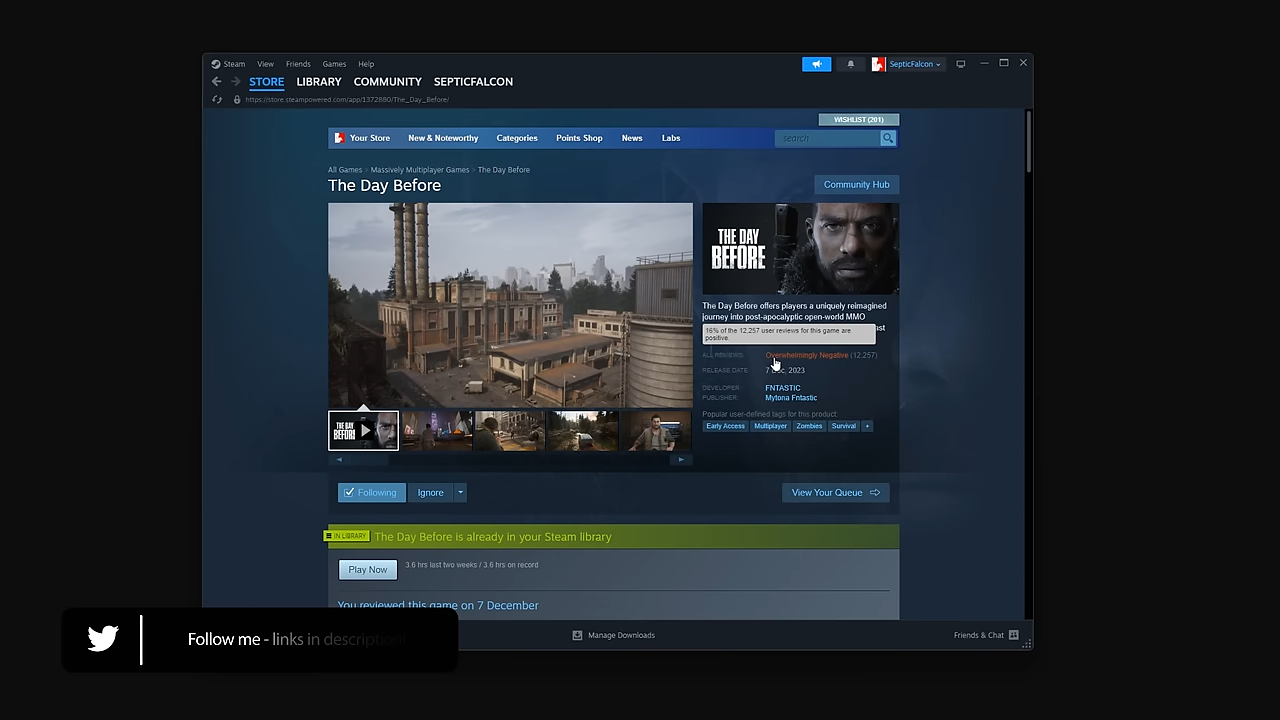 Steam View Friends Games Help
SepticFalcon
STORE LIBRARY COMMUNITY SEPTICFALCON
https://store.steampowered.com/app/1372880/The_Day_Before/
WISHLIST (201)
Your Store New & Noteworthy Categories Points Shop News Labs
search
All Games > Massively Multiplayer Games > The Day Before
The Day Before
Community Hub
THE DAY
BEFORE
The Day Before offers players a uniquely reimagined
journey into post-apocalyptic open-world MMO
16% of the 12,257 user reviews for this game are
positive.
ALL REVIEWS: Overwhelmingly Negative (12,257)
RELEASE DATE: 7 Dec, 2023
DEVELOPER: FNTASTIC
PUBLISHER: Mytona Fntastic
Popular user-defined tags for this product:
Early Access Multiplayer Zombies Survival +
THE DAY
BEFORE
Following Ignore
View Your Queue
IN LIBRARY The Day Before is already in your Steam library
Play Now 3.6 hrs last two weeks / 3.6 hrs on record
You reviewed this game on 7 December
Manage Downloads
Friends & Chat
Follow me - links in description